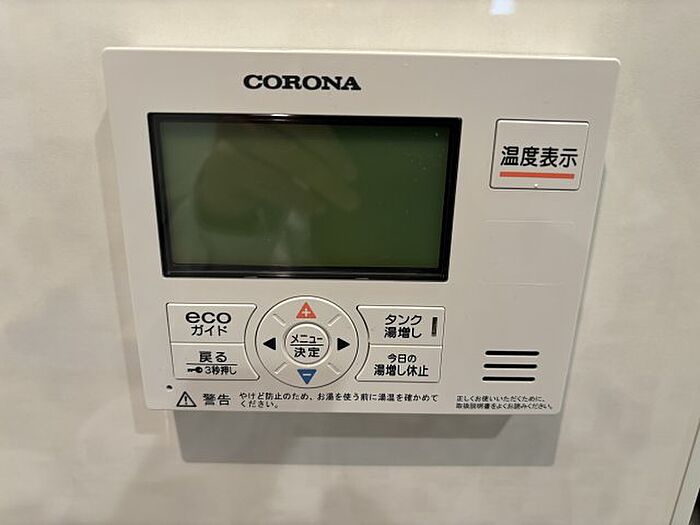 CORONA
温度表示
eco
ガイド
戻る
3秒押し
+
メニュー
決定
−
タンク
湯増し
今日の
湯増し休止
警告
やけど防止のため、お湯を使う前に湯温を確かめて
ください。
正しくお使いいただくために、
取扱説明書をよくお読みください。